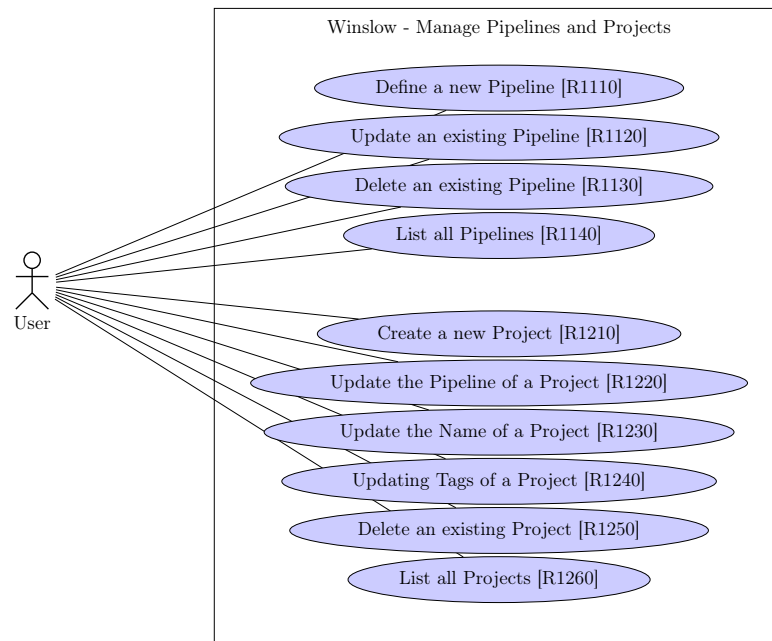 Winslow - Manage Pipelines and Projects
Define a new Pipeline [R1110]
Update an existing Pipeline [R1120]
Delete an existing Pipeline [R1130]
List all Pipelines [R1140]
User
Create a new Project [R1210]
Update the Pipeline of a Project [R1220]
Update the Name of a Project [R1230]
Updating Tags of a Project [R1240]
Delete an existing Project [R1250]
List all Projects [R1260]